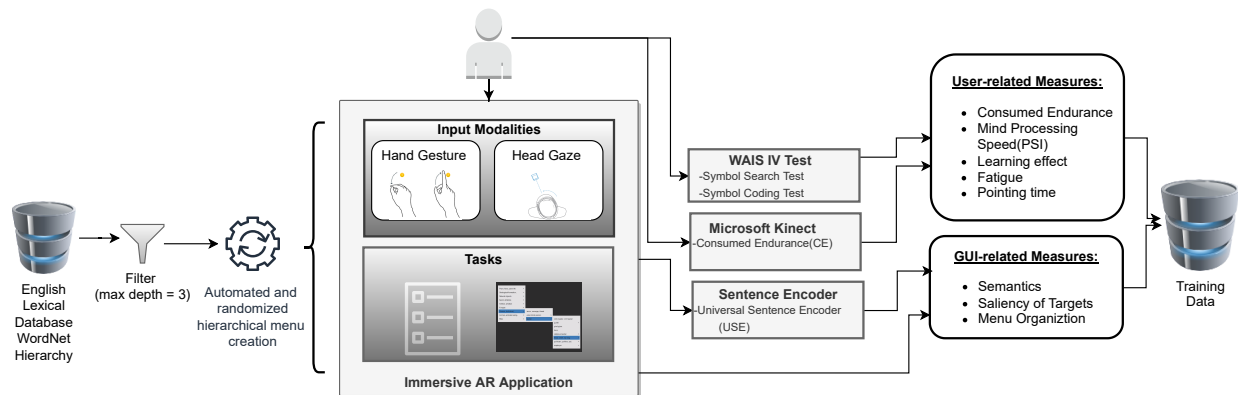 English
Lexical
Database
WordNet
Hierarchy
Filter
(max depth = 3)
Automated and
randomized
hierarchical menu
creation
Input Modalities
Hand Gesture
Head Gaze
Tasks
Immersive AR Application
WAIS IV Test
-Symbol Search Test
-Symbol Coding Test
Microsoft Kinect
-Consumed Endurance(CE)
Sentence Encoder
-Universal Sentence Encoder
(USE)
User-related Measures:
• Consumed Endurance
• Mind Processing
Speed(PSI)
• Learning effect
• Fatigue
• Pointing time
GUI-related Measures:
• Semantics
• Saliency of Targets
• Menu Organiztion
Training
Data